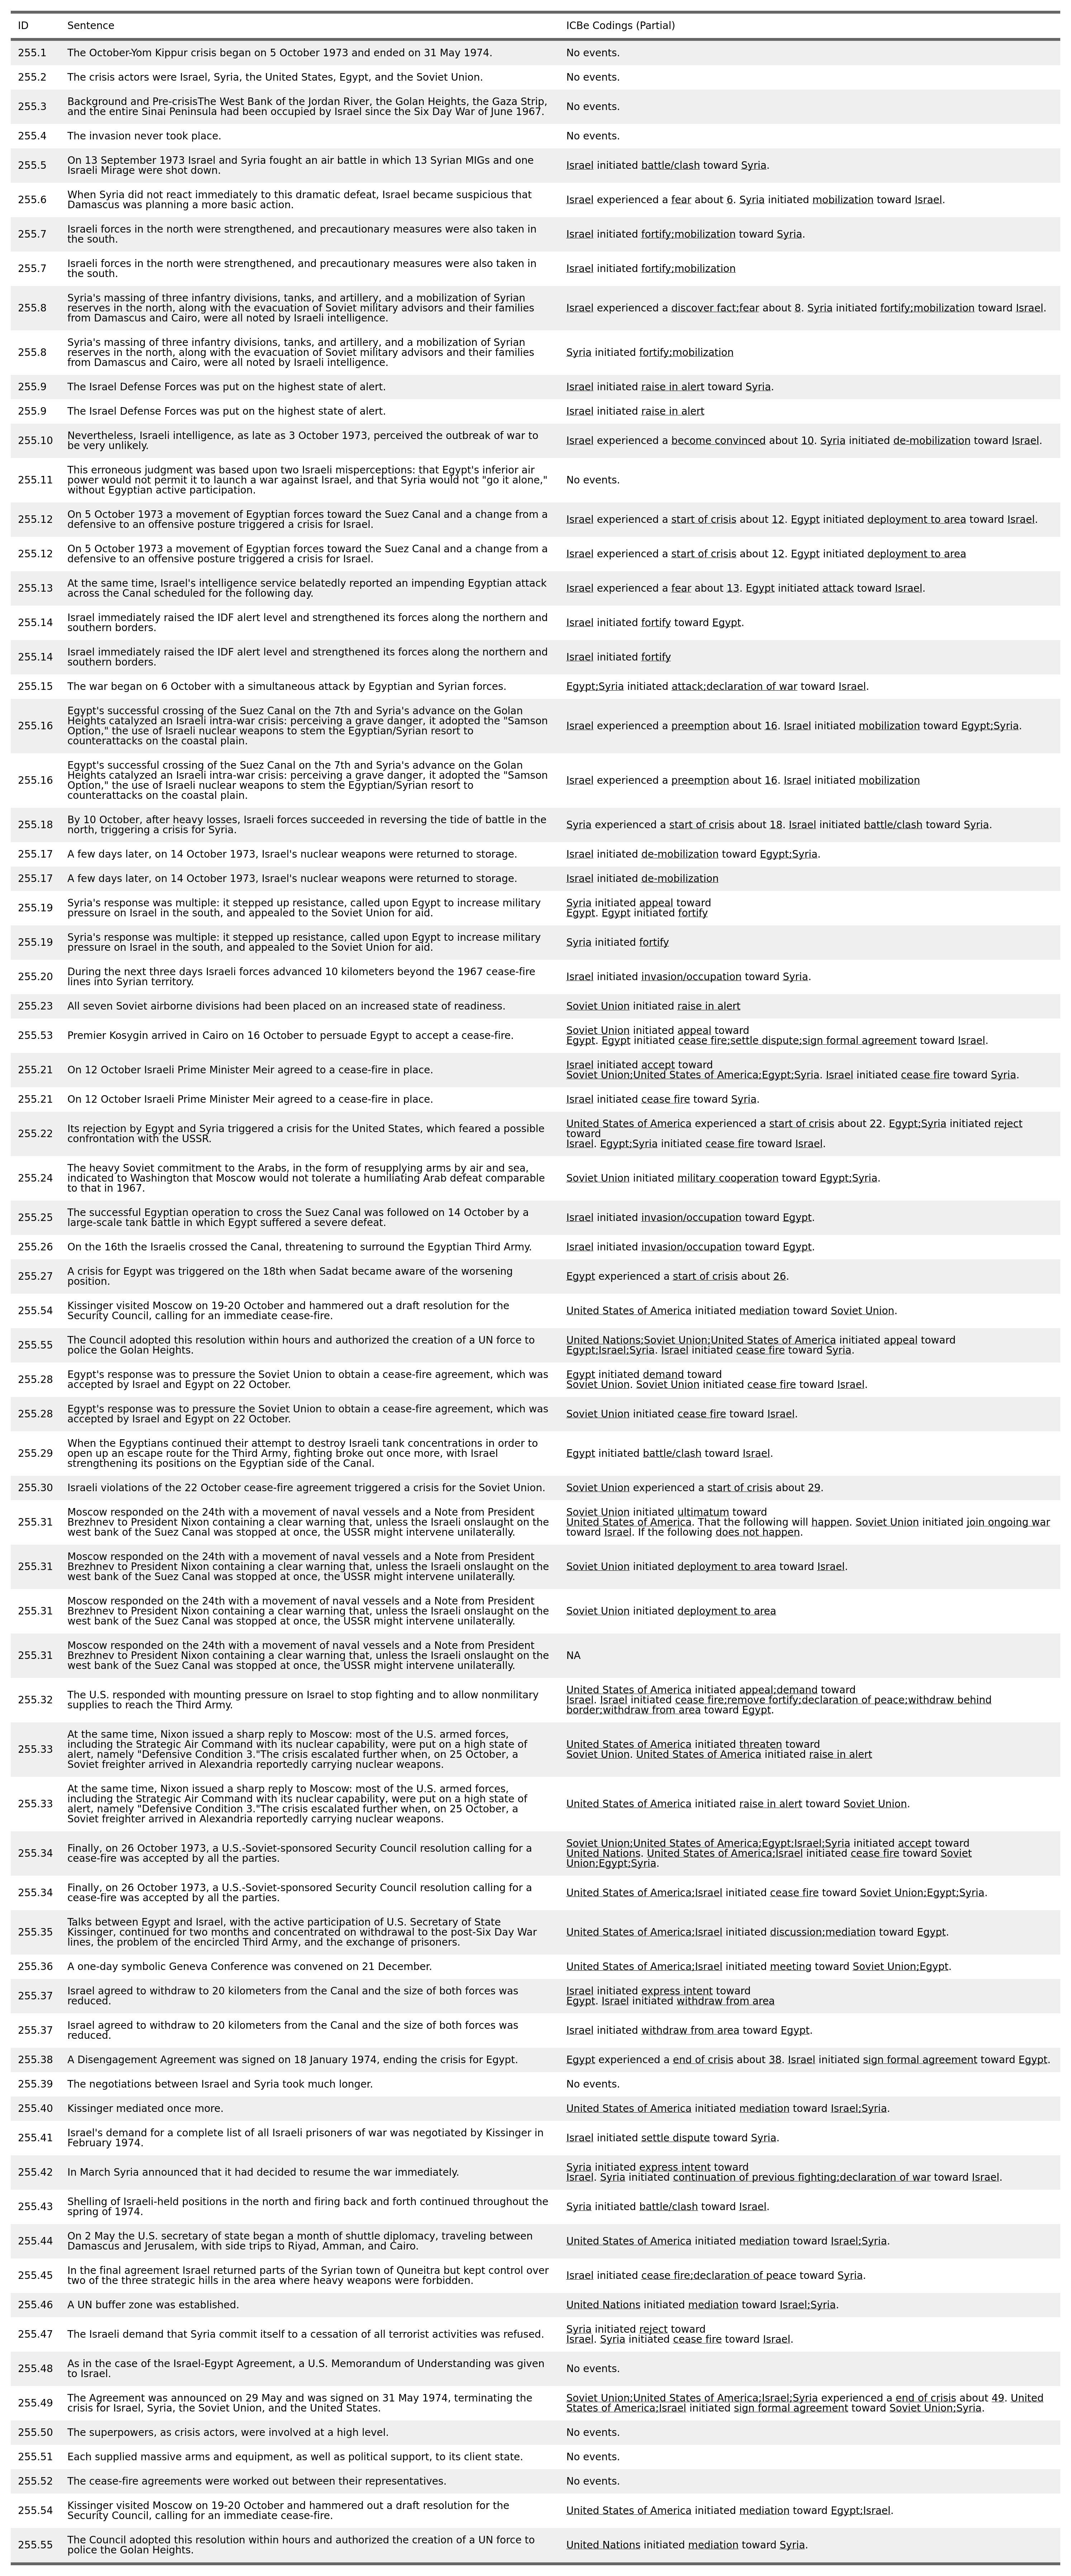 ID Sentence ICBe Codings (Partial)
255.1 The October-Yom Kippur crisis began on 5 October 1973 and ended on 31 May 1974. No events.
255.2 The crisis actors were Israel, Syria, the United States, Egypt, and the Soviet Union. No events.
255.3 Background and Pre-crisisThe West Bank of the Jordan River, the Golan Heights, the Gaza Strip,
and the entire Sinai Peninsula had been occupied by Israel since the Six Day War of June 1967. No events.
255.4 The invasion never took place. No events.
255.5 On 13 September 1973 Israel and Syria fought an air battle in which 13 Syrian MIGs and one
Israeli Mirage were shot down. Israel initiated battle/clash toward Syria.
255.6 When Syria did not react immediately to this dramatic defeat, Israel became suspicious that
Damascus was planning a more basic action. Israel experienced a fear about 6. Syria initiated mobilization toward Israel.
255.7 Israeli forces in the north were strengthened, and precautionary measures were also taken in
the south. Israel initiated fortify;mobilization toward Syria.
255.7 Israeli forces in the north were strengthened, and precautionary measures were also taken in
the south. Israel initiated fortify;mobilization
255.8 Syria's massing of three infantry divisions, tanks, and artillery, and a mobilization of Syrian
reserves in the north, along with the evacuation of Soviet military advisors and their families
from Damascus and Cairo, were all noted by Israeli intelligence. Israel experienced a discover fact;fear about 8. Syria initiated fortify;mobilization toward Israel.
255.8 Syria's massing of three infantry divisions, tanks, and artillery, and a mobilization of Syrian
reserves in the north, along with the evacuation of Soviet military advisors and their families
from Damascus and Cairo, were all noted by Israeli intelligence. Syria initiated fortify;mobilization
255.9 The Israel Defense Forces was put on the highest state of alert. Israel initiated raise in alert toward Syria.
255.9 The Israel Defense Forces was put on the highest state of alert. Israel initiated raise in alert
255.10 Nevertheless, Israeli intelligence, as late as 3 October 1973, perceived the outbreak of war to
be very unlikely. Israel experienced a become convinced about 10. Syria initiated de-mobilization toward Israel.
255.11 This erroneous judgment was based upon two Israeli misperceptions: that Egypt's inferior air
power would not permit it to launch a war against Israel, and that Syria would not "go it alone,"
without Egyptian active participation. No events.
255.12 On 5 October 1973 a movement of Egyptian forces toward the Suez Canal and a change from a
defensive to an offensive posture triggered a crisis for Israel. Israel experienced a start of crisis about 12. Egypt initiated deployment to area toward Israel.
255.12 On 5 October 1973 a movement of Egyptian forces toward the Suez Canal and a change from a
defensive to an offensive posture triggered a crisis for Israel. Israel experienced a start of crisis about 12. Egypt initiated deployment to area
255.13 At the same time, Israel's intelligence service belatedly reported an impending Egyptian attack
across the Canal scheduled for the following day. Israel experienced a fear about 13. Egypt initiated attack toward Israel.
255.14 Israel immediately raised the IDF alert level and strengthened its forces along the northern and
southern borders. Israel initiated fortify toward Egypt.
255.14 Israel immediately raised the IDF alert level and strengthened its forces along the northern and
southern borders. Israel initiated fortify
255.15 The war began on 6 October with a simultaneous attack by Egyptian and Syrian forces. Egypt;Syria initiated attack;declaration of war toward Israel.
255.16 Egypt's successful crossing of the Suez Canal on the 7th and Syria's advance on the Golan
Heights catalyzed an Israeli intra-war crisis: perceiving a grave danger, it adopted the "Samson
Option," the use of Israeli nuclear weapons to stem the Egyptian/Syrian resort to
counterattacks on the coastal plain. Israel experienced a preemption about 16. Israel initiated mobilization toward Egypt;Syria.
255.16 Egypt's successful crossing of the Suez Canal on the 7th and Syria's advance on the Golan
Heights catalyzed an Israeli intra-war crisis: perceiving a grave danger, it adopted the "Samson
Option," the use of Israeli nuclear weapons to stem the Egyptian/Syrian resort to
counterattacks on the coastal plain. Israel experienced a preemption about 16. Israel initiated mobilization
255.18 By 10 October, after heavy losses, Israeli forces succeeded in reversing the tide of battle in the
north, triggering a crisis for Syria. Syria experienced a start of crisis about 18. Israel initiated battle/clash toward Syria.
255.17 A few days later, on 14 October 1973, Israel's nuclear weapons were returned to storage. Israel initiated de-mobilization toward Egypt;Syria.
255.17 A few days later, on 14 October 1973, Israel's nuclear weapons were returned to storage. Israel initiated de-mobilization
255.19 Syria's response was multiple: it stepped up resistance, called upon Egypt to increase military
pressure on Israel in the south, and appealed to the Soviet Union for aid. Syria initiated appeal toward
Egypt. Egypt initiated fortify
255.19 Syria's response was multiple: it stepped up resistance, called upon Egypt to increase military
pressure on Israel in the south, and appealed to the Soviet Union for aid. Syria initiated fortify
255.20 During the next three days Israeli forces advanced 10 kilometers beyond the 1967 cease-fire
lines into Syrian territory. Israel initiated invasion/occupation toward Syria.
255.23 All seven Soviet airborne divisions had been placed on an increased state of readiness. Soviet Union initiated raise in alert
255.53 Premier Kosygin arrived in Cairo on 16 October to persuade Egypt to accept a cease-fire. Soviet Union initiated appeal toward
Egypt. Egypt initiated cease fire;settle dispute;sign formal agreement toward Israel.
255.21 On 12 October Israeli Prime Minister Meir agreed to a cease-fire in place. Israel initiated accept toward
Soviet Union;United States of America;Egypt;Syria. Israel initiated cease fire toward Syria.
255.21 On 12 October Israeli Prime Minister Meir agreed to a cease-fire in place. Israel initiated cease fire toward Syria.
255.22 Its rejection by Egypt and Syria triggered a crisis for the United States, which feared a possible
confrontation with the USSR. United States of America experienced a start of crisis about 22. Egypt;Syria initiated reject
toward
Israel. Egypt;Syria initiated cease fire toward Israel.
255.24 The heavy Soviet commitment to the Arabs, in the form of resupplying arms by air and sea,
indicated to Washington that Moscow would not tolerate a humiliating Arab defeat comparable
to that in 1967. Soviet Union initiated military cooperation toward Egypt;Syria.
255.25 The successful Egyptian operation to cross the Suez Canal was followed on 14 October by a
large-scale tank battle in which Egypt suffered a severe defeat. Israel initiated invasion/occupation toward Egypt.
255.26 On the 16th the Israelis crossed the Canal, threatening to surround the Egyptian Third Army. Israel initiated invasion/occupation toward Egypt.
255.27 A crisis for Egypt was triggered on the 18th when Sadat became aware of the worsening
position. Egypt experienced a start of crisis about 26.
255.54 Kissinger visited Moscow on 19-20 October and hammered out a draft resolution for the
Security Council, calling for an immediate cease-fire. United States of America initiated mediation toward Soviet Union.
255.55 The Council adopted this resolution within hours and authorized the creation of a UN force to
police the Golan Heights. United Nations;Soviet Union;United States of America initiated appeal toward
Egypt;Israel;Syria. Israel initiated cease fire toward Syria.
255.28 Egypt's response was to pressure the Soviet Union to obtain a cease-fire agreement, which was
accepted by Israel and Egypt on 22 October. Egypt initiated demand toward
Soviet Union. Soviet Union initiated cease fire toward Israel.
255.28 Egypt's response was to pressure the Soviet Union to obtain a cease-fire agreement, which was
accepted by Israel and Egypt on 22 October. Soviet Union initiated cease fire toward Israel.
255.29 When the Egyptians continued their attempt to destroy Israeli tank concentrations in order to
open up an escape route for the Third Army, fighting broke out once more, with Israel
strengthening its positions on the Egyptian side of the Canal. Egypt initiated battle/clash toward Israel.
255.30 Israeli violations of the 22 October cease-fire agreement triggered a crisis for the Soviet Union. Soviet Union experienced a start of crisis about 29.
255.31 Moscow responded on the 24th with a movement of naval vessels and a Note from President
Brezhnev to President Nixon containing a clear warning that, unless the Israeli onslaught on the
west bank of the Suez Canal was stopped at once, the USSR might intervene unilaterally. Soviet Union initiated ultimatum toward
United States of America. That the following will happen. Soviet Union initiated join ongoing war
toward Israel. If the following does not happen.
255.31 Moscow responded on the 24th with a movement of naval vessels and a Note from President
Brezhnev to President Nixon containing a clear warning that, unless the Israeli onslaught on the
west bank of the Suez Canal was stopped at once, the USSR might intervene unilaterally. Soviet Union initiated deployment to area toward Israel.
255.31 Moscow responded on the 24th with a movement of naval vessels and a Note from President
Brezhnev to President Nixon containing a clear warning that, unless the Israeli onslaught on the
west bank of the Suez Canal was stopped at once, the USSR might intervene unilaterally. Soviet Union initiated deployment to area
255.31 Moscow responded on the 24th with a movement of naval vessels and a Note from President
Brezhnev to President Nixon containing a clear warning that, unless the Israeli onslaught on the
west bank of the Suez Canal was stopped at once, the USSR might intervene unilaterally. NA
255.32 The U.S. responded with mounting pressure on Israel to stop fighting and to allow nonmilitary
supplies to reach the Third Army. United States of America initiated appeal;demand toward
Israel. Israel initiated cease fire;remove fortify;declaration of peace;withdraw behind
border;withdraw from area toward Egypt.
255.33 At the same time, Nixon issued a sharp reply to Moscow: most of the U.S. armed forces,
including the Strategic Air Command with its nuclear capability, were put on a high state of
alert, namely "Defensive Condition 3."The crisis escalated further when, on 25 October, a
Soviet freighter arrived in Alexandria reportedly carrying nuclear weapons. United States of America initiated threaten toward
Soviet Union. United States of America initiated raise in alert
255.33 At the same time, Nixon issued a sharp reply to Moscow: most of the U.S. armed forces,
including the Strategic Air Command with its nuclear capability, were put on a high state of
alert, namely "Defensive Condition 3."The crisis escalated further when, on 25 October, a
Soviet freighter arrived in Alexandria reportedly carrying nuclear weapons. United States of America initiated raise in alert toward Soviet Union.
255.34 Finally, on 26 October 1973, a U.S.-Soviet-sponsored Security Council resolution calling for a
cease-fire was accepted by all the parties. Soviet Union;United States of America;Egypt;Israel;Syria initiated accept toward
United Nations. United States of America;Israel initiated cease fire toward Soviet
Union;Egypt;Syria.
255.34 Finally, on 26 October 1973, a U.S.-Soviet-sponsored Security Council resolution calling for a
cease-fire was accepted by all the parties. United States of America;Israel initiated cease fire toward Soviet Union;Egypt;Syria.
255.35 Talks between Egypt and Israel, with the active participation of U.S. Secretary of State
Kissinger, continued for two months and concentrated on withdrawal to the post-Six Day War
lines, the problem of the encircled Third Army, and the exchange of prisoners. United States of America;Israel initiated discussion;mediation toward Egypt.
255.36 A one-day symbolic Geneva Conference was convened on 21 December. United States of America;Israel initiated meeting toward Soviet Union;Egypt.
255.37 Israel agreed to withdraw to 20 kilometers from the Canal and the size of both forces was
reduced. Israel initiated express intent toward
Egypt. Israel initiated withdraw from area
255.37 Israel agreed to withdraw to 20 kilometers from the Canal and the size of both forces was
reduced. Israel initiated withdraw from area toward Egypt.
255.38 A Disengagement Agreement was signed on 18 January 1974, ending the crisis for Egypt. Egypt experienced a end of crisis about 38. Israel initiated sign formal agreement toward Egypt.
255.39 The negotiations between Israel and Syria took much longer. No events.
255.40 Kissinger mediated once more. United States of America initiated mediation toward Israel;Syria.
255.41 Israel's demand for a complete list of all Israeli prisoners of war was negotiated by Kissinger in
February 1974. Israel initiated settle dispute toward Syria.
255.42 In March Syria announced that it had decided to resume the war immediately. Syria initiated express intent toward
Israel. Syria initiated continuation of previous fighting;declaration of war toward Israel.
255.43 Shelling of Israeli-held positions in the north and firing back and forth continued throughout the
spring of 1974. Syria initiated battle/clash toward Israel.
255.44 On 2 May the U.S. secretary of state began a month of shuttle diplomacy, traveling between
Damascus and Jerusalem, with side trips to Riyad, Amman, and Cairo. United States of America initiated mediation toward Israel;Syria.
255.45 In the final agreement Israel returned parts of the Syrian town of Quneitra but kept control over
two of the three strategic hills in the area where heavy weapons were forbidden. Israel initiated cease fire;declaration of peace toward Syria.
255.46 A UN buffer zone was established. United Nations initiated mediation toward Israel;Syria.
255.47 The Israeli demand that Syria commit itself to a cessation of all terrorist activities was refused. Syria initiated reject toward
Israel. Syria initiated cease fire toward Israel.
255.48 As in the case of the Israel-Egypt Agreement, a U.S. Memorandum of Understanding was given
to Israel. No events.
255.49 The Agreement was announced on 29 May and was signed on 31 May 1974, terminating the
crisis for Israel, Syria, the Soviet Union, and the United States. Soviet Union;United States of America;Israel;Syria experienced a end of crisis about 49. United
States of America;Israel initiated sign formal agreement toward Soviet Union;Syria.
255.50 The superpowers, as crisis actors, were involved at a high level. No events.
255.51 Each supplied massive arms and equipment, as well as political support, to its client state. No events.
255.52 The cease-fire agreements were worked out between their representatives. No events.
255.54 Kissinger visited Moscow on 19-20 October and hammered out a draft resolution for the
Security Council, calling for an immediate cease-fire. United States of America initiated mediation toward Egypt;Israel.
255.55 The Council adopted this resolution within hours and authorized the creation of a UN force to
police the Golan Heights. United Nations initiated mediation toward Syria.